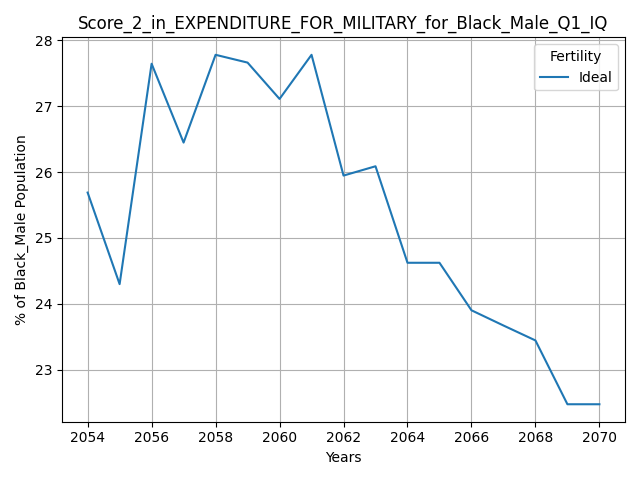 Score_2_in_EXPENDITURE_FOR_MILITARY_for_Black_Male_Q1_IQ
Fertility
Ideal
28
27
26
25
24
23
% of Black_Male Population
2054 2056 2058 2060 2062 2064 2066 2068 2070
Years